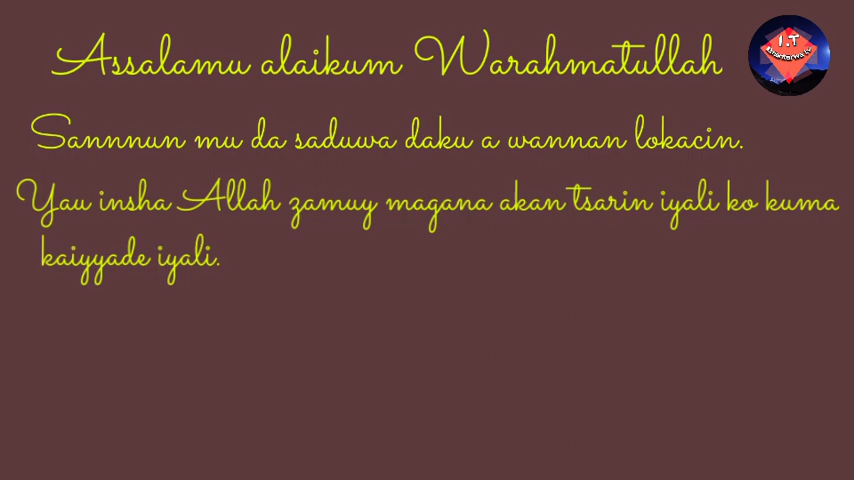 Assalamu alaikum Warahmatullah
I.T
Sannnun mu da saduwa daku a wannan lokacin.
Yau insha Allah zamuy magana akan tsarin iyali ko kuma
kaiyyade iyali.